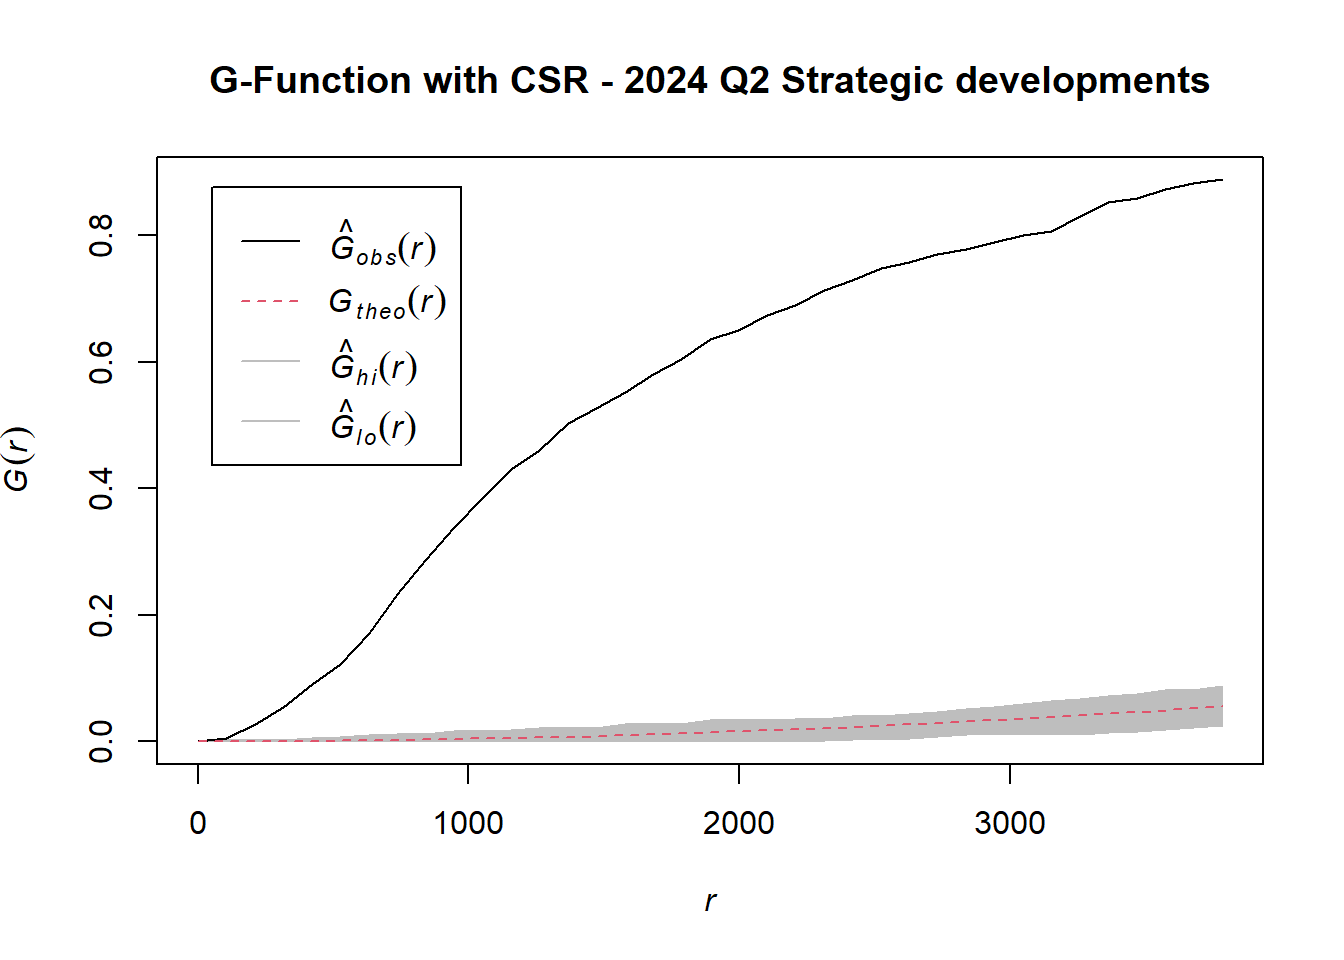 G-Function with CSR - 2024 Q2 Strategic developments
Ĝobs(r)
Gtheo(r)
Ĝhi(r)
Ĝlo(r)
G(r)
0.8
0.6
0.4
0.2
0.0
0 1000 2000 3000
r